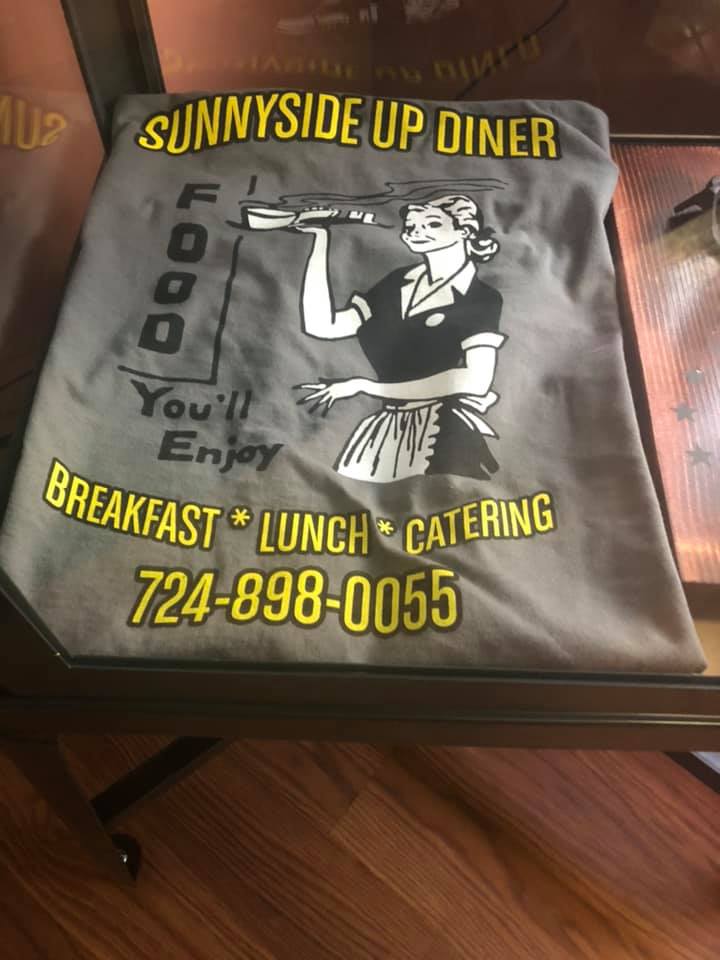 SUNNYSIDE UP DINER
FOOD
You'll
Enjoy
BREAKFAST * LUNCH * CATERING
724-898-0055